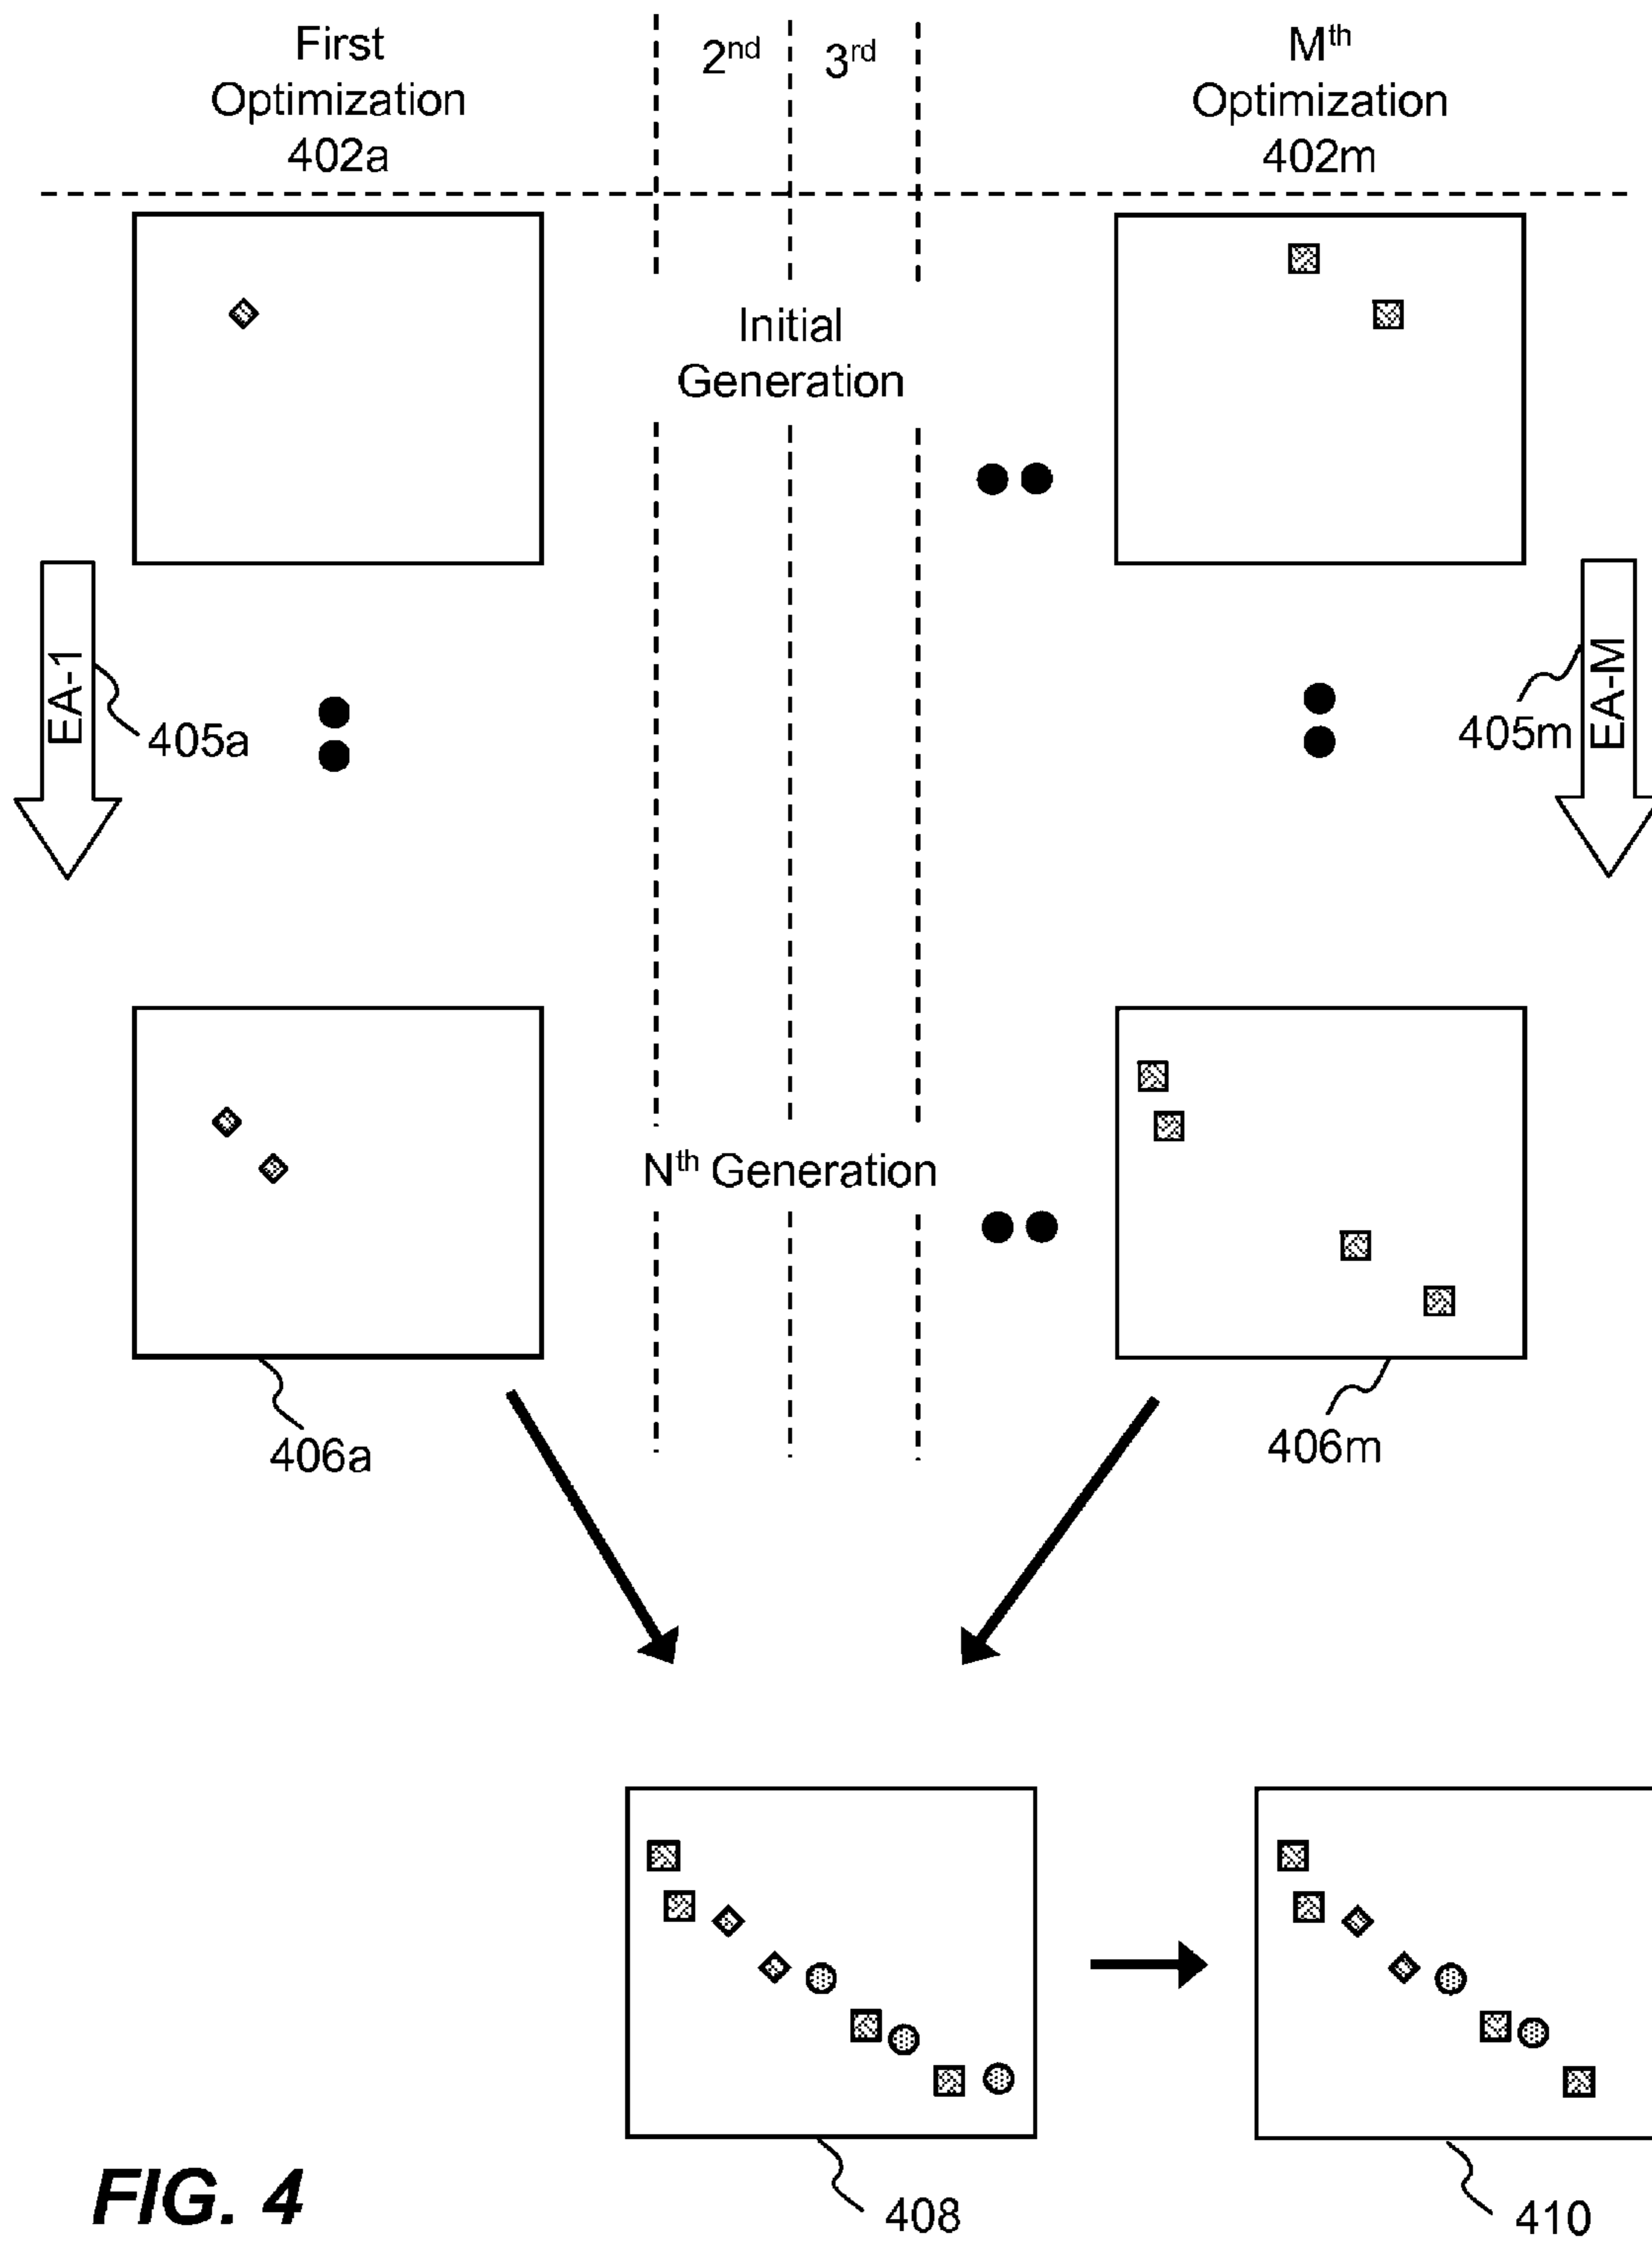 First
Optimization
402a
2nd
3rd
Mth
Optimization
402m
Initial
Generation
EA-1
405a
405m
EA-M
Nth Generation
406a
406m
408
410
FIG. 4